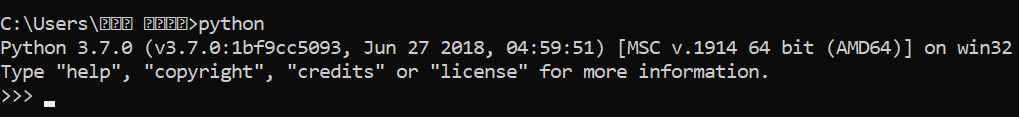 C:\Users\ >python
Python 3.7.0 (v3.7.0:1bf9cc5093, Jun 27 2018, 04:59:51) [MSC v.1914 64 bit (AMD64)] on win32
Type "help", "copyright", "credits" or "license" for more information.
>>>